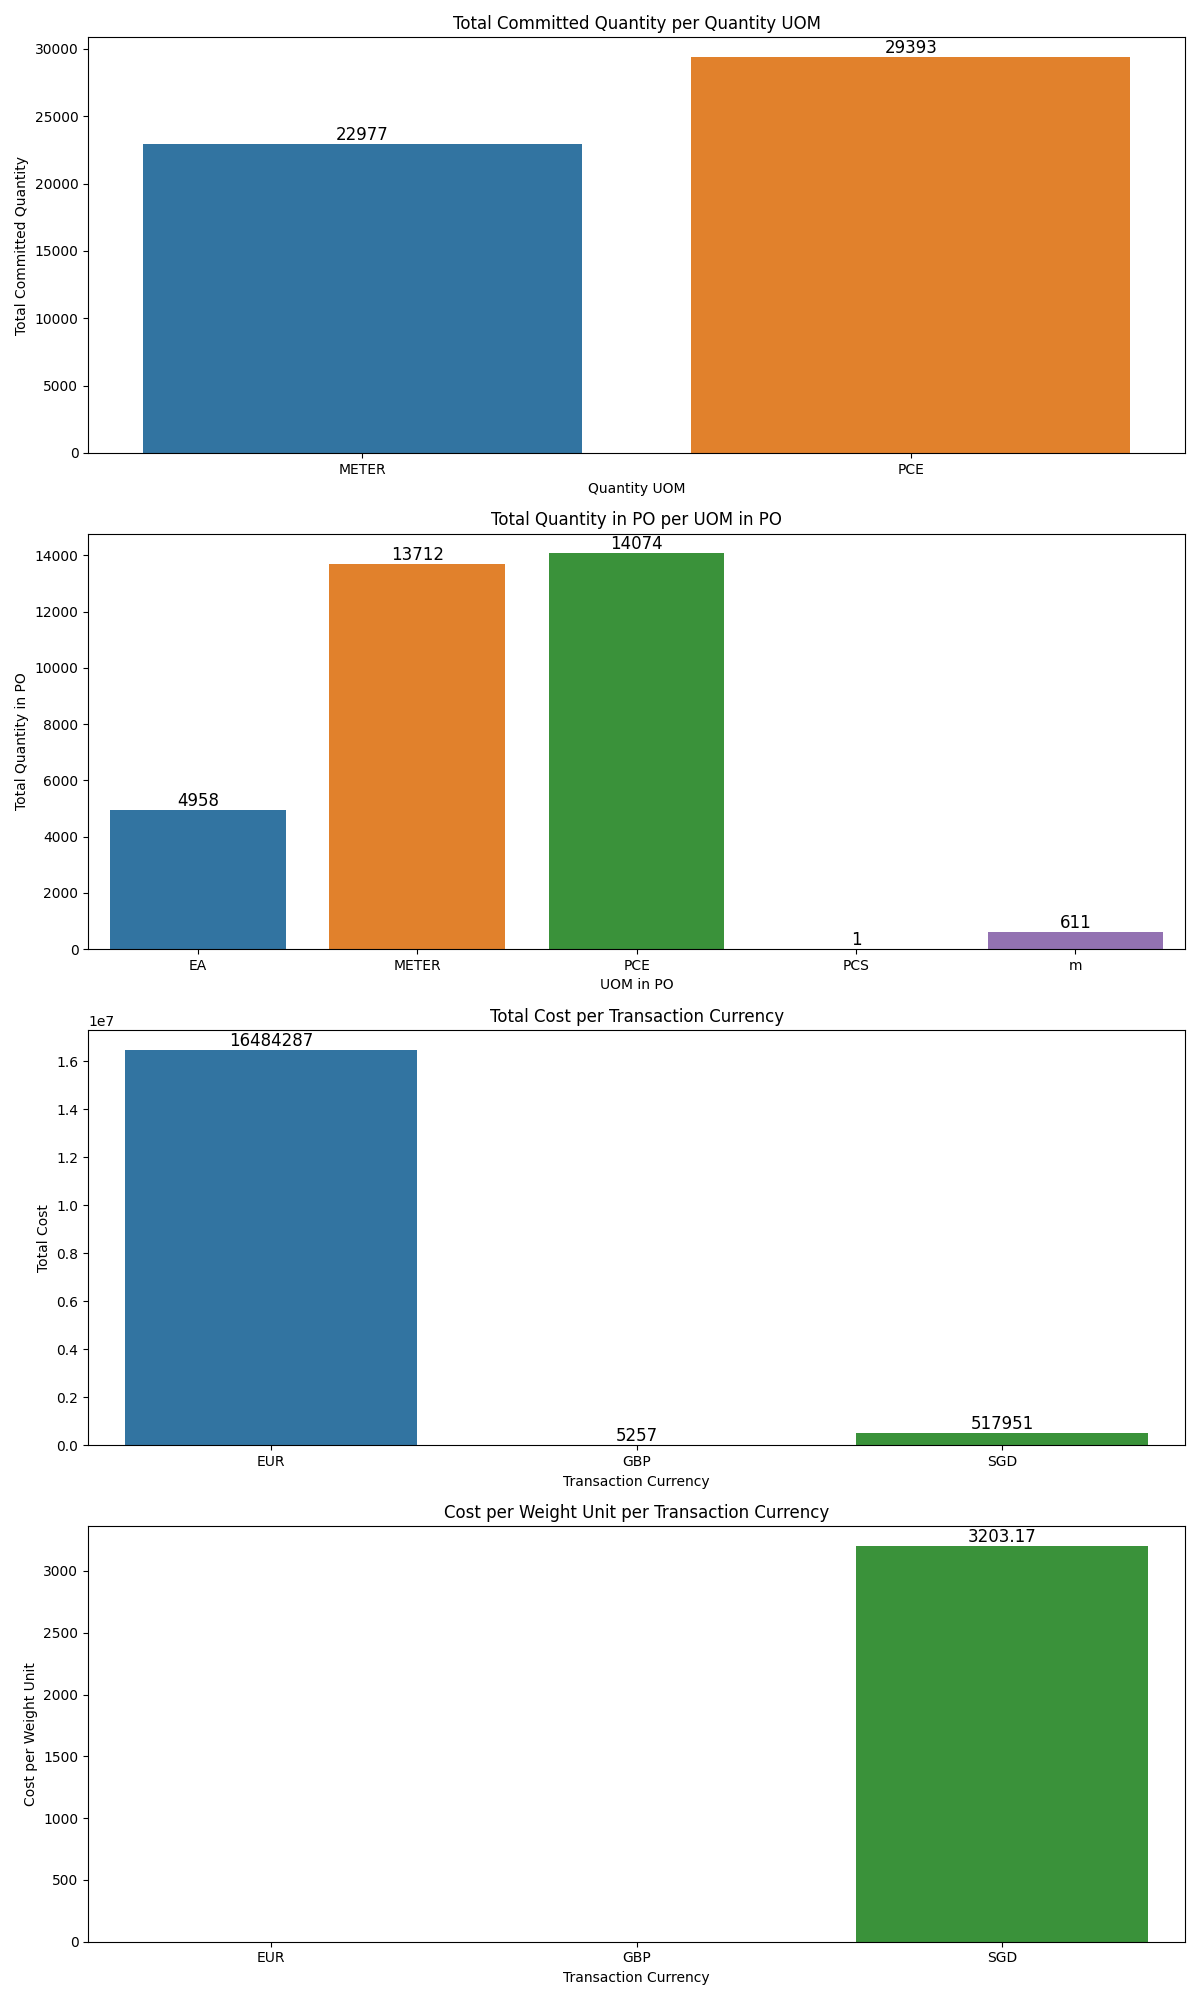 Total Committed Quantity per Quantity UOM
30000
25000
20000
15000
10000
5000
0
Total Committed Quantity
22977
29393
METER
PCE
Quantity UOM
Total Quantity in PO per UOM in PO
14000
12000
10000
8000
6000
4000
2000
0
Total Quantity in PO
4958
13712
14074
1
611
EA
METER
PCE
PCS
m
UOM in PO
Total Cost per Transaction Currency
1e7
1.6
1.4
1.2
1.0
0.8
0.6
0.4
0.2
0.0
Total Cost
16484287
5257
517951
EUR
GBP
SGD
Transaction Currency
Cost per Weight Unit per Transaction Currency
3000
2500
2000
1500
1000
500
0
Cost per Weight Unit
3203.17
EUR
GBP
SGD
Transaction Currency